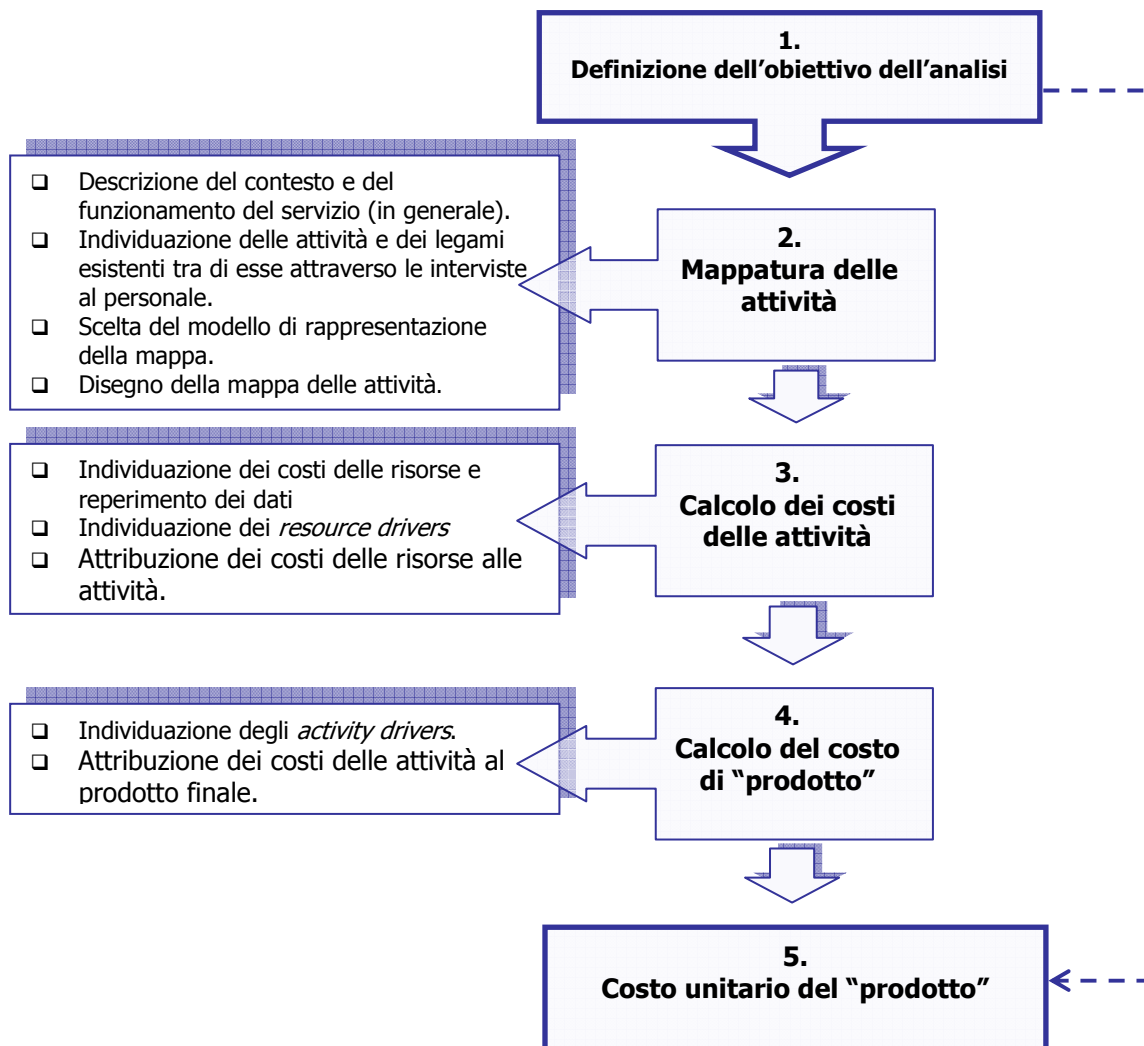 1.
Definizione dell’obiettivo dell’analisi
❑ Descrizione del contesto e del
funzionamento del servizio (in generale).
❑ Individuazione delle attività e dei legami
esistenti tra di esse attraverso le interviste
al personale.
❑ Scelta del modello di rappresentazione
della mappa.
❑ Disegno della mappa delle attività.
2.
Mappatura delle
attività
❑ Individuazione dei costi delle risorse e
reperimento dei dati
❑ Individuazione dei resource drivers
❑ Attribuzione dei costi delle risorse alle
attività.
3.
Calcolo dei costi
delle attività
❑ Individuazione degli activity drivers.
❑ Attribuzione dei costi delle attività al
prodotto finale.
4.
Calcolo del costo
di “prodotto”
5.
Costo unitario del “prodotto”